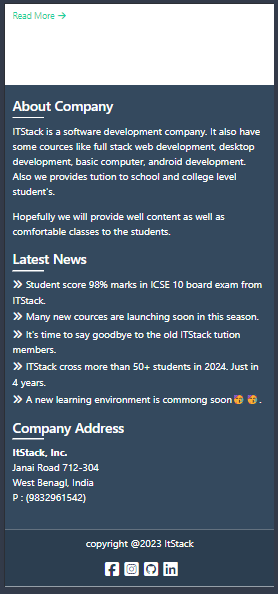 Read More →
About Company
ITStack is a software development company. It also have
some cources like full stack web development, desktop
development, basic computer, android development.
Also we provides tution to school and college level
student's.
Hopefully we will provide well content as well as
comfortable classes to the students.
Latest News
» Student score 98% marks in ICSE 10 board exam from
ITStack.
» Many new cources are launching soon in this season.
» It's time to say goodbye to the old ITStack tution
members.
» ITStack cross more than 50+ students in 2024. Just in
4 years.
» A new learning environment is commong soon🥳 🥳.
Company Address
ItStack, Inc.
Janai Road 712-304
West Benagl, India
P : (9832961542)
copyright @2023 ItStack